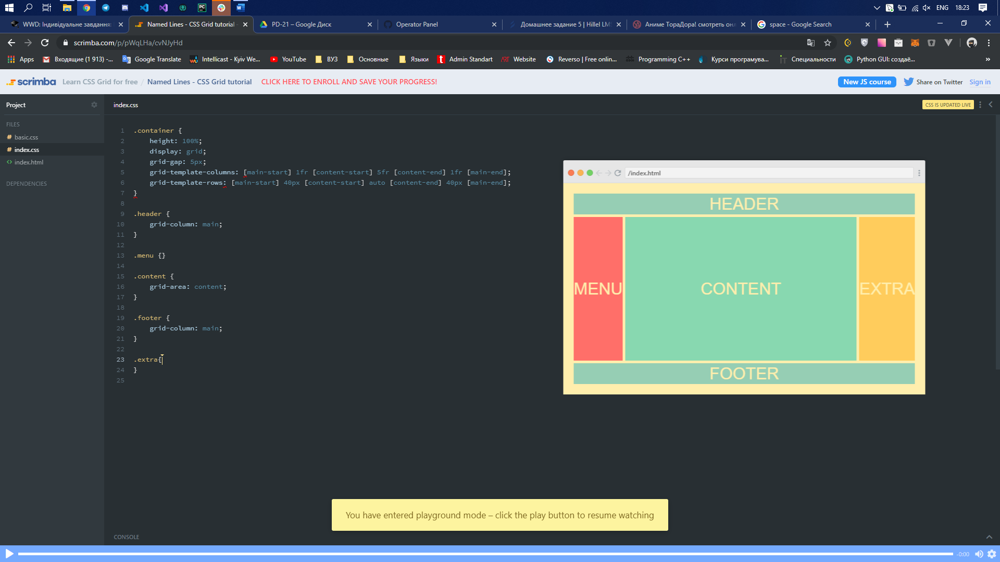 ENG 18:23
WWD: Індивідуальне завдання:
Named Lines - CSS Grid tutorial -
PD-21 – Google Диск
Operator Panel
Домашнее задание 5 | Hillel LM
Аниме ТораДора! смотреть онл
space - Google Search
scrimba.com/p/pWqLHa/cvNJyHd
Apps
Входящие (1 913) -...
Google Translate
Intellicast - Kyiv We...
YouTube
ВУЗ
Основные
Языки
Admin Standart
Website
Reverso | Free onlin...
Programming C++
Курси програмува...
Специальности
Python GUI: создаё...
»
scrimba Learn CSS Grid for free / Named Lines - CSS Grid tutorial CLICK HERE TO ENROLL AND SAVE YOUR PROGRESS!
New JS course Share on Twitter Sign in
Project
index.css
CSS IS UPDATED LIVE
FILES
# basic.css
# index.css
<> index.html
DEPENDENCIES
1 .container {
2 height: 100%;
3 display: grid;
4 grid-gap: 5px;
5 grid-template-columns: [main-start] 1fr [content-start] 5fr [content-end] 1fr [main-end];
6 grid-template-rows: [main-start] 40px [content-start] auto [content-end] 40px [main-end];
7 }
8
9 .header {
10 grid-column: main;
11 }
12
13 .menu {}
14
15 .content {
16 grid-area: content;
17 }
18
19 .footer {
20 grid-column: main;
21 }
22
23 .extra{
24 }
25
/index.html
HEADER
MENU
CONTENT
EXTRA
FOOTER
You have entered playground mode – click the play button to resume watching
CONSOLE
-0:00